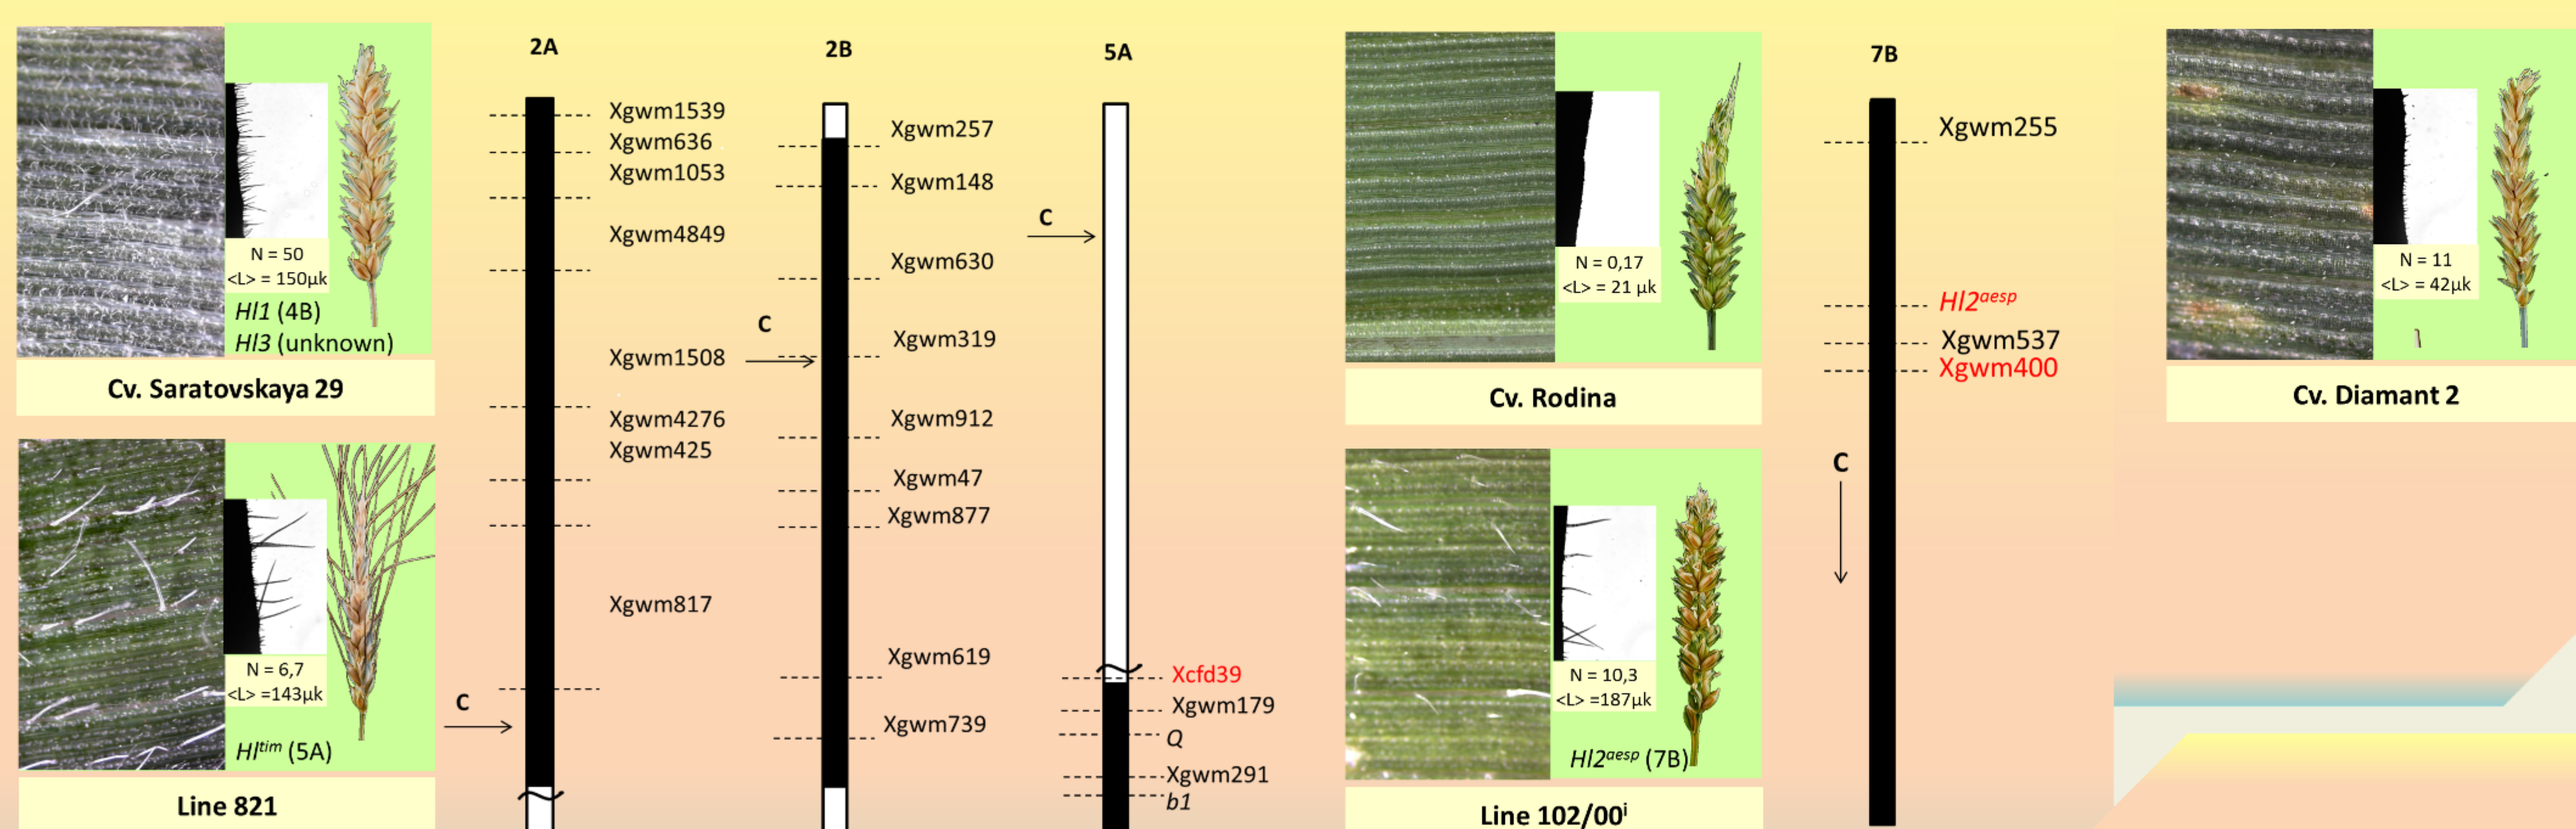 N = 50
<L> = 150µk
Hl1 (4B)
Hl3 (unknown)
Cv. Saratovskaya 29
N = 6,7
<L> =143µk
Hl^tim (5A)
Line 821
2A
Xgwm1539
Xgwm636
Xgwm1053
Xgwm4849
Xgwm1508
Xgwm4276
Xgwm425
Xgwm817
C
2B
Xgwm257
Xgwm148
Xgwm630
C
Xgwm319
Xgwm912
Xgwm47
Xgwm877
Xgwm619
Xgwm739
5A
C
Xcfd39
Xgwm179
Q
Xgwm291
b1
N = 0,17
<L> = 21 µk
Cv. Rodina
N = 10,3
<L> =187µk
Hl2^aesp (7B)
Line 102/00^i
7B
Xgwm255
Hl2^aesp
Xgwm537
Xgwm400
C
N = 11
<L> = 42µk
Cv. Diamant 2